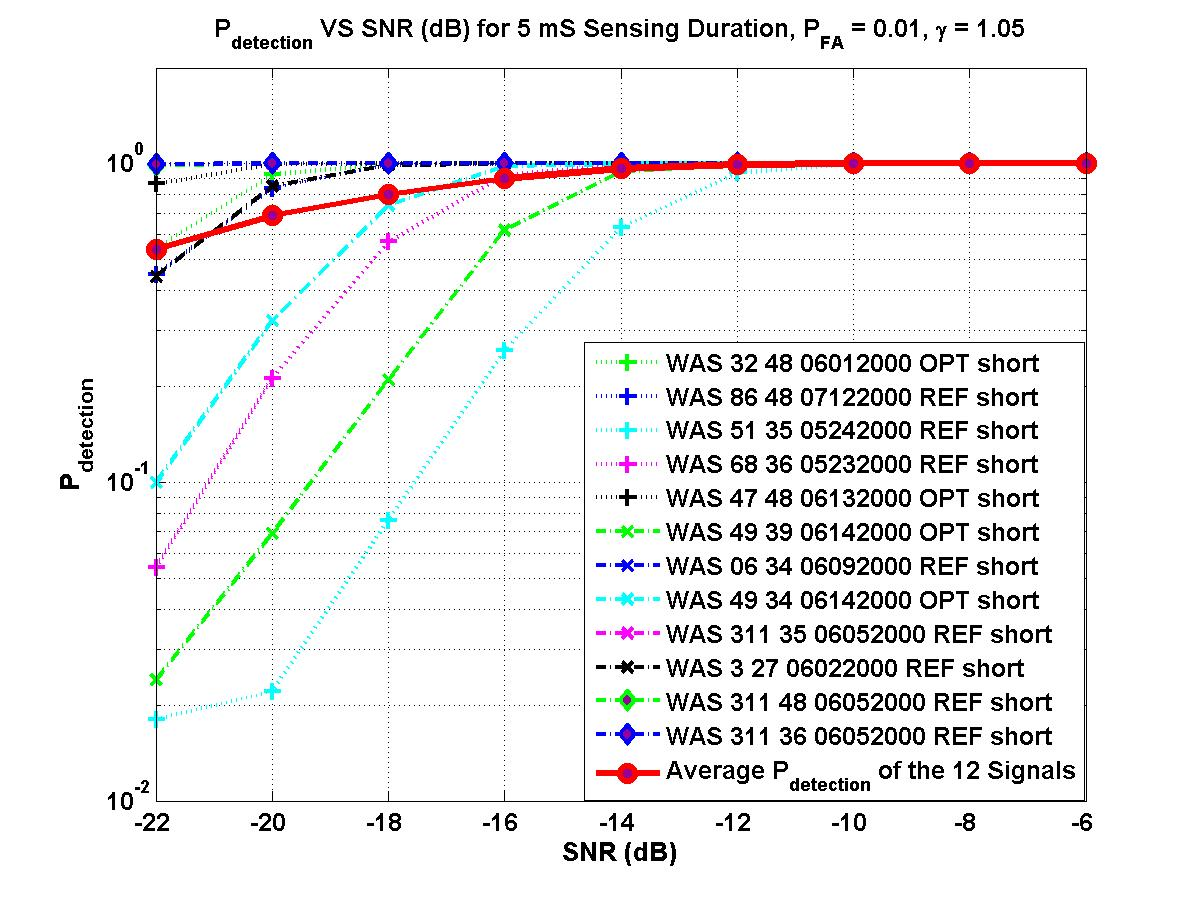 P_detection VS SNR (dB) for 5 mS Sensing Duration, P_FA = 0.01, γ = 1.05
10^0
10^-1
10^-2
P_detection
WAS 32 48 06012000 OPT short
WAS 86 48 07122000 REF short
WAS 51 35 05242000 REF short
WAS 68 36 05232000 REF short
WAS 47 48 06132000 OPT short
WAS 49 39 06142000 OPT short
WAS 06 34 06092000 REF short
WAS 49 34 06142000 OPT short
WAS 311 35 06052000 REF short
WAS 3 27 06022000 REF short
WAS 311 48 06052000 REF short
WAS 311 36 06052000 REF short
Average P_detection of the 12 Signals
-22 -20 -18 -16 -14 -12 -10 -8 -6
SNR (dB)